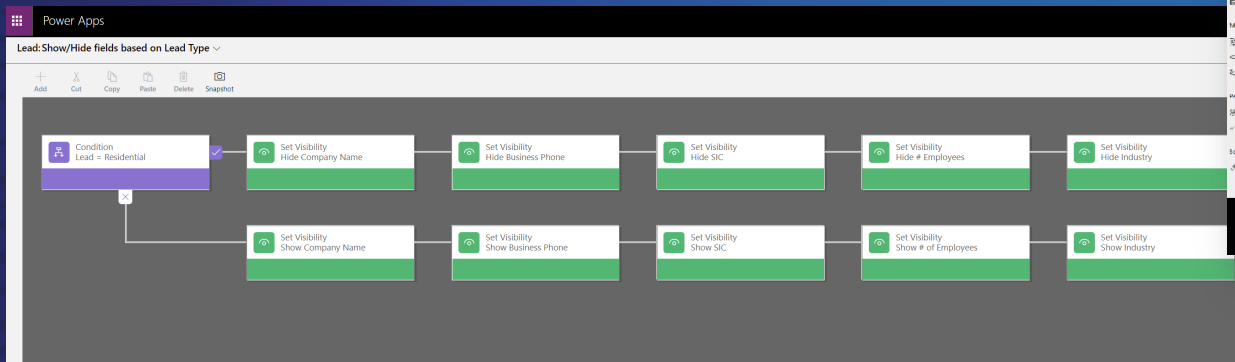 Power Apps
Lead: Show/Hide fields based on Lead Type
Add Cut Copy Paste Delete Snapshot
Condition
Lead = Residential
Set Visibility
Hide Company Name
Set Visibility
Hide Business Phone
Set Visibility
Hide SIC
Set Visibility
Hide # Employees
Set Visibility
Hide Industry
Set Visibility
Show Company Name
Set Visibility
Show Business Phone
Set Visibility
Show SIC
Set Visibility
Show # of Employees
Set Visibility
Show Industry